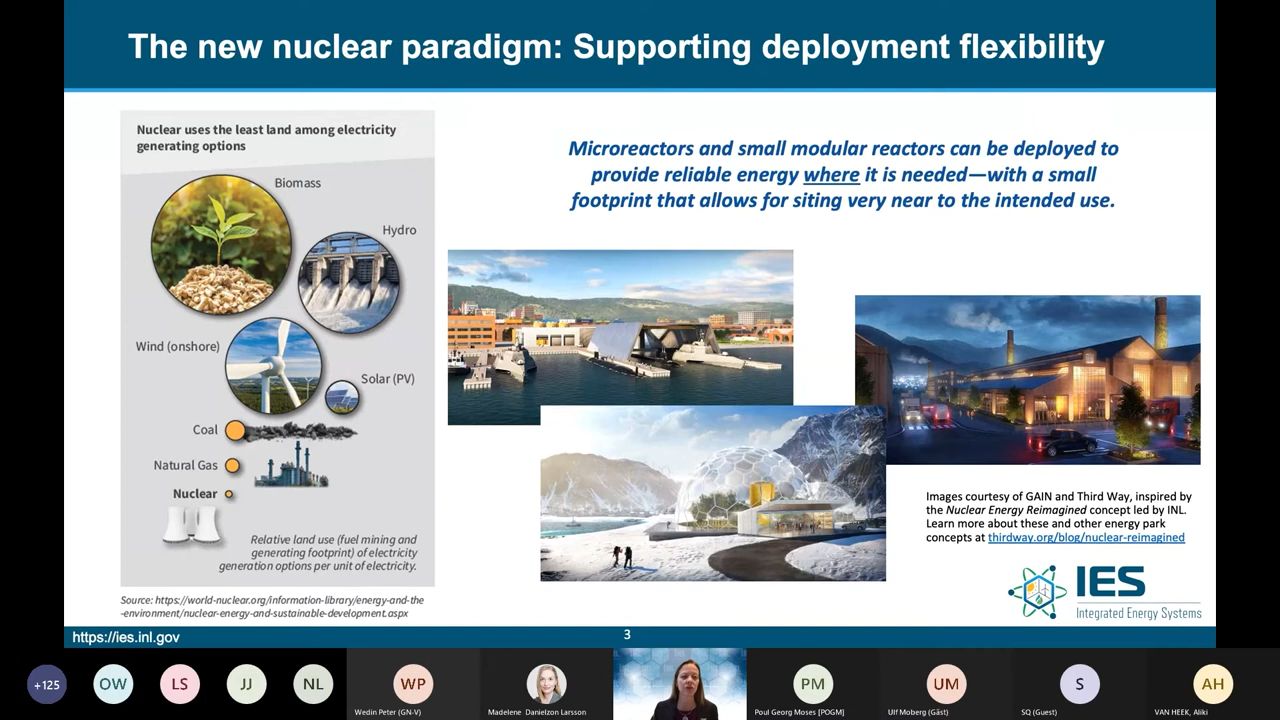 The new nuclear paradigm: Supporting deployment flexibility
Nuclear uses the least land among electricity
generating options
Biomass
Hydro
Wind (onshore)
Solar (PV)
Coal
Natural Gas
Nuclear
Relative land use (fuel mining and
generating footprint) of electricity
generation options per unit of electricity.
Source: https://world-nuclear.org/information-library/energy-and-the
-environment/nuclear-energy-and-sustainable-development.aspx
Microreactors and small modular reactors can be deployed to
provide reliable energy where it is needed—with a small
footprint that allows for siting very near to the intended use.
Images courtesy of GAIN and Third Way, inspired by
the Nuclear Energy Reimagined concept led by INL.
Learn more about these and other energy park
concepts at thirdway.org/blog/nuclear-reimagined
IES
Integrated Energy Systems
https://ies.inl.gov
3
+125
OW
LS
JJ
NL
WP
PM
UM
S
AH
Wedin Peter (GN-V)
Madelene Danielzon Larsson
Poul Georg Moses [POGM]
Ulf Moberg (Gäst)
SQ (Guest)
VAN HEEK, Aliki